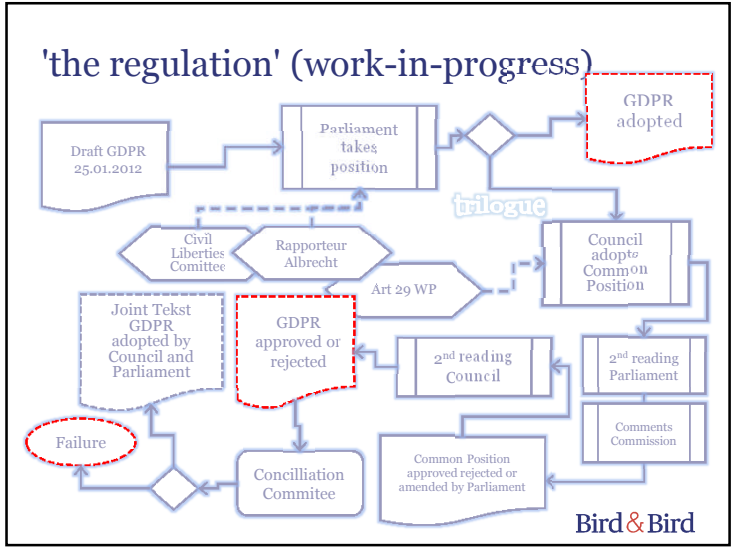 'the regulation' (work-in-progress)
Draft GDPR
25.01.2012
Parliament
takes
position
GDPR
adopted
trilogue
Civil
Liberties
Comittee
Rapporteur
Albrecht
Art 29 WP
Council
adopts
Common
Position
Joint Tekst
GDPR
adopted by
Council and
Parliament
GDPR
approved or
rejected
2nd reading
Council
2nd reading
Parliament
Comments
Commission
Failure
Concilliation
Commitee
Common Position
approved rejected or
amended by Parliament
Bird & Bird